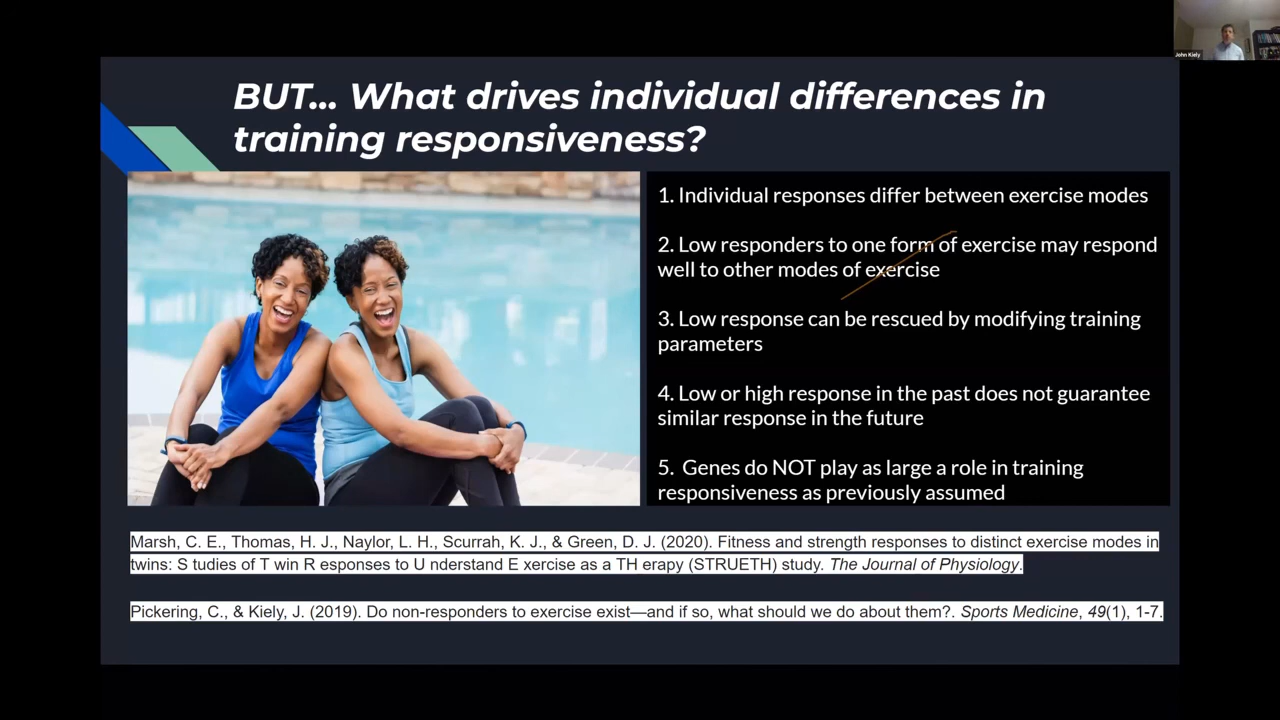 John Kiely
BUT... What drives individual differences in
training responsiveness?
1. Individual responses differ between exercise modes
2. Low responders to one form of exercise may respond
well to other modes of exercise
3. Low response can be rescued by modifying training
parameters
4. Low or high response in the past does not guarantee
similar response in the future
5. Genes do NOT play as large a role in training
responsiveness as previously assumed
Marsh, C. E., Thomas, H. J., Naylor, L. H., Scurrah, K. J., & Green, D. J. (2020). Fitness and strength responses to distinct exercise modes in
twins: S tudies of T win R esponses to U nderstand E xercise as a TH erapy (STRUETH) study. The Journal of Physiology.
Pickering, C., & Kiely, J. (2019). Do non-responders to exercise exist—and if so, what should we do about them?. Sports Medicine, 49(1), 1-7.